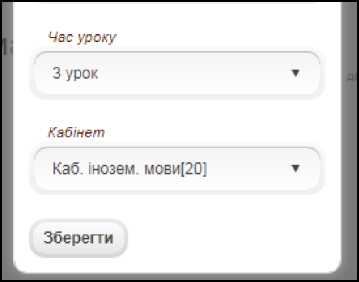 Час уроку
3 урок
Кабінет
Каб. інозем. мови[20]
Зберегти